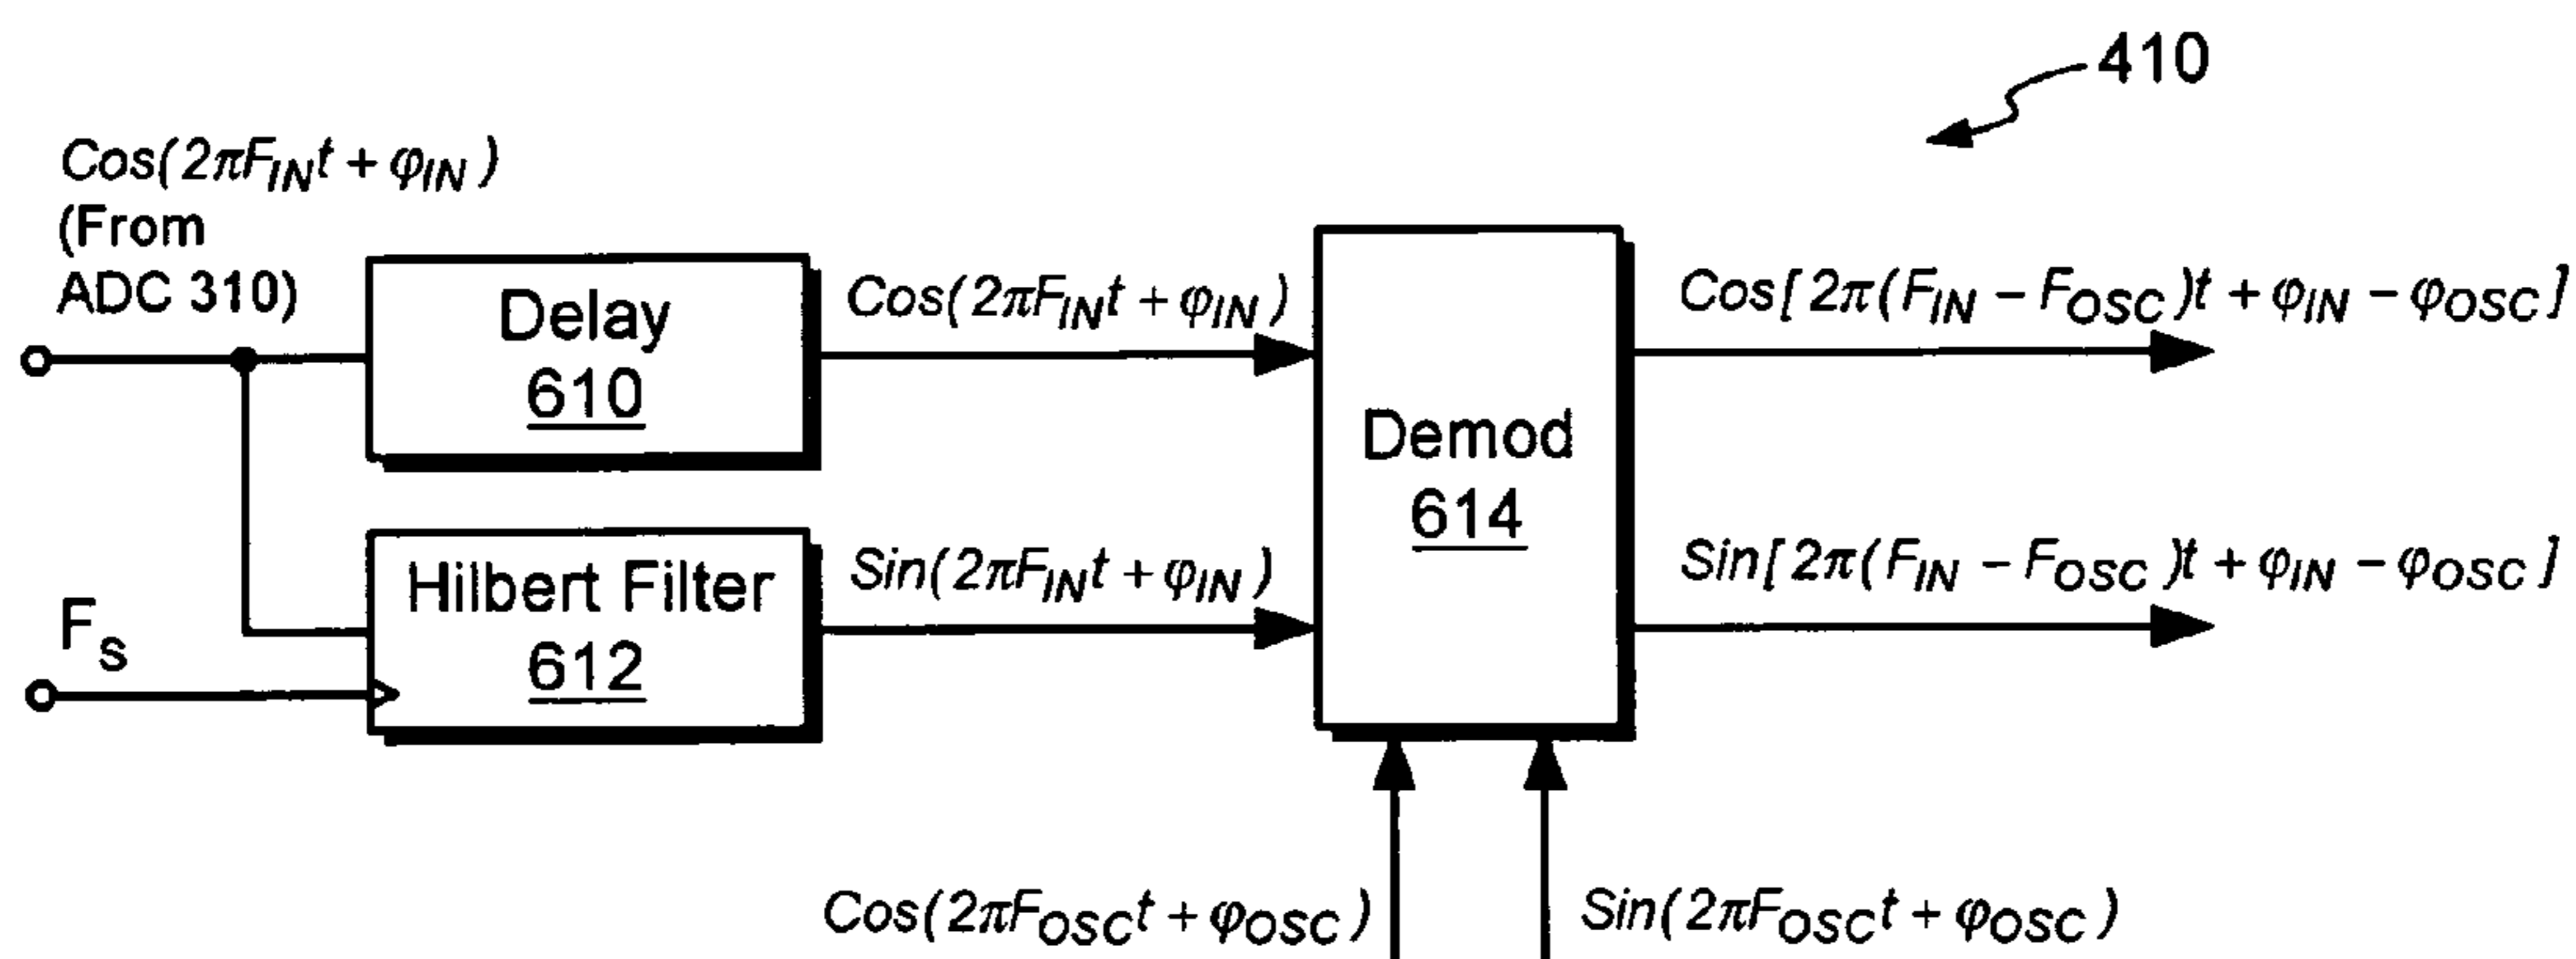 410
Cos(2πF_IN t + φ_IN)
(From
ADC 310)
Delay
610
Cos(2πF_IN t + φ_IN)
Cos[2π(F_IN − F_OSC)t + φ_IN − φ_OSC]
Demod
614
Hilbert Filter
612
Sin(2πF_IN t + φ_IN)
Sin[2π(F_IN − F_OSC)t + φ_IN − φ_OSC]
F_s
Cos(2πF_OSC t + φ_OSC)
Sin(2πF_OSC t + φ_OSC)